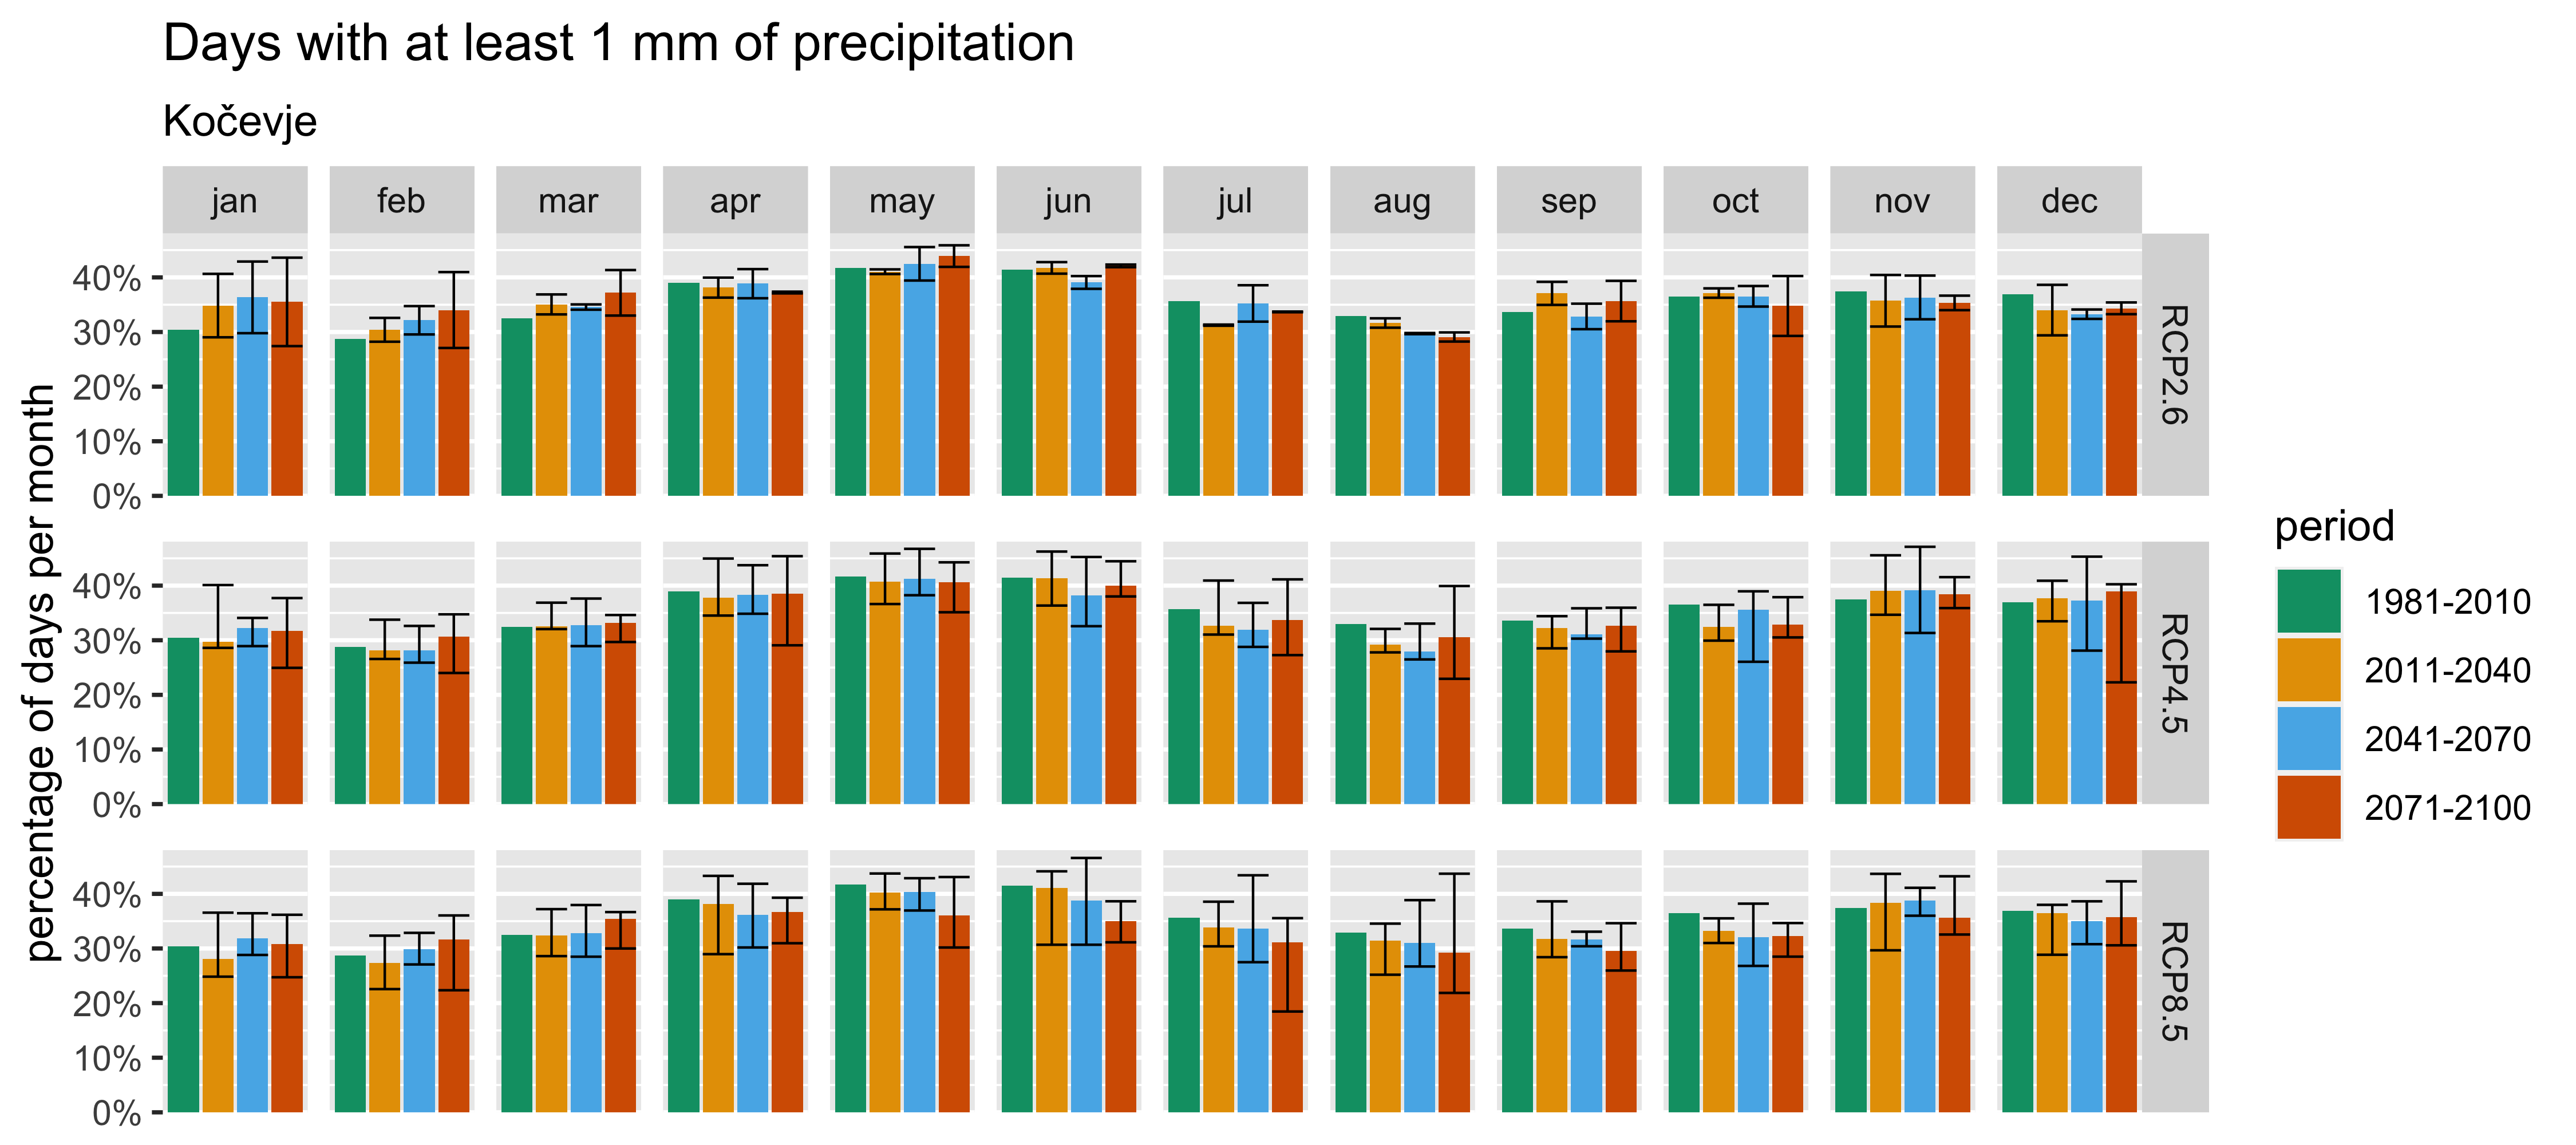 Days with at least 1 mm of precipitation
Kočevje
jan feb mar apr may jun jul aug sep oct nov dec
40%
30%
20%
10%
0%
RCP2.6
40%
30%
20%
10%
0%
RCP4.5
40%
30%
20%
10%
0%
RCP8.5
percentage of days per month
period
1981-2010
2011-2040
2041-2070
2071-2100